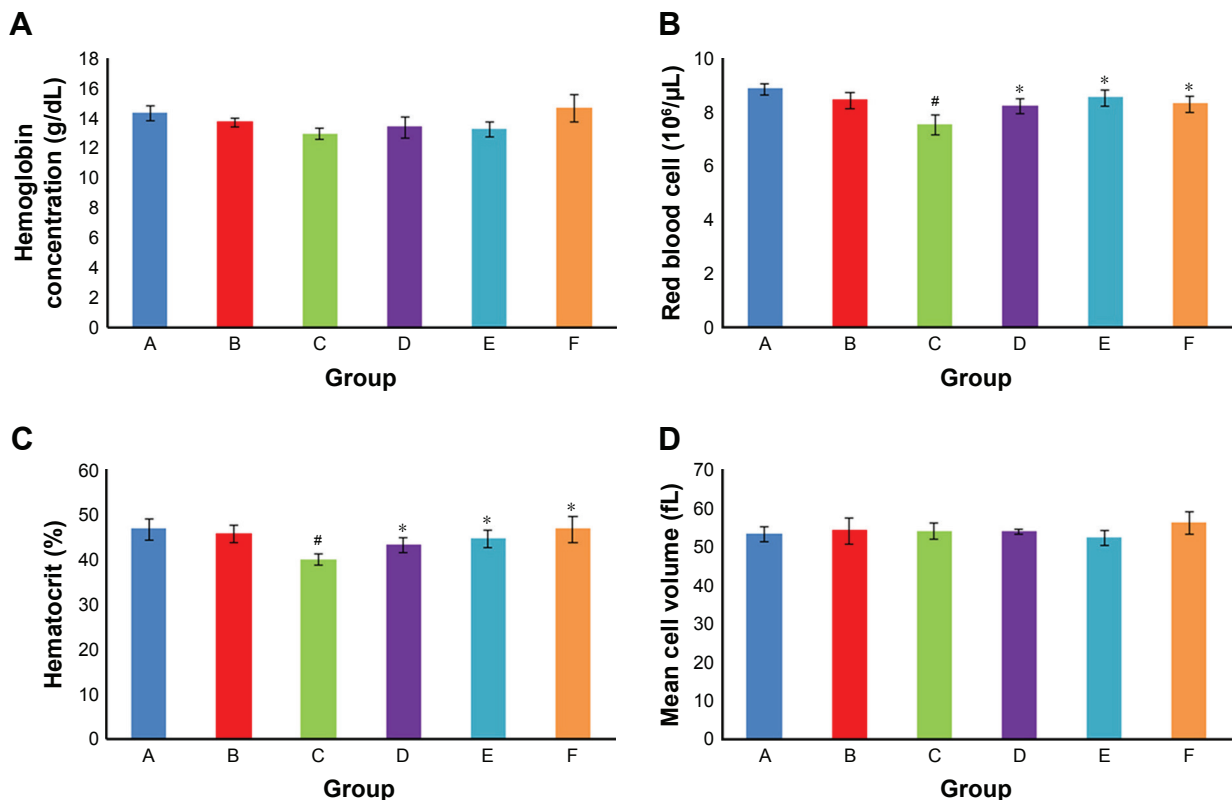 A
Hemoglobin
concentration (g/dL)
18
16
14
12
10
8
6
4
2
0
A B C D E F
Group
B
Red blood cell (10⁶/µL)
10
8
6
4
2
0
#
*
*
*
A B C D E F
Group
C
Hematocrit (%)
60
50
40
30
20
10
0
#
*
*
*
A B C D E F
Group
D
Mean cell volume (fL)
70
60
50
40
30
20
10
0
A B C D E F
Group